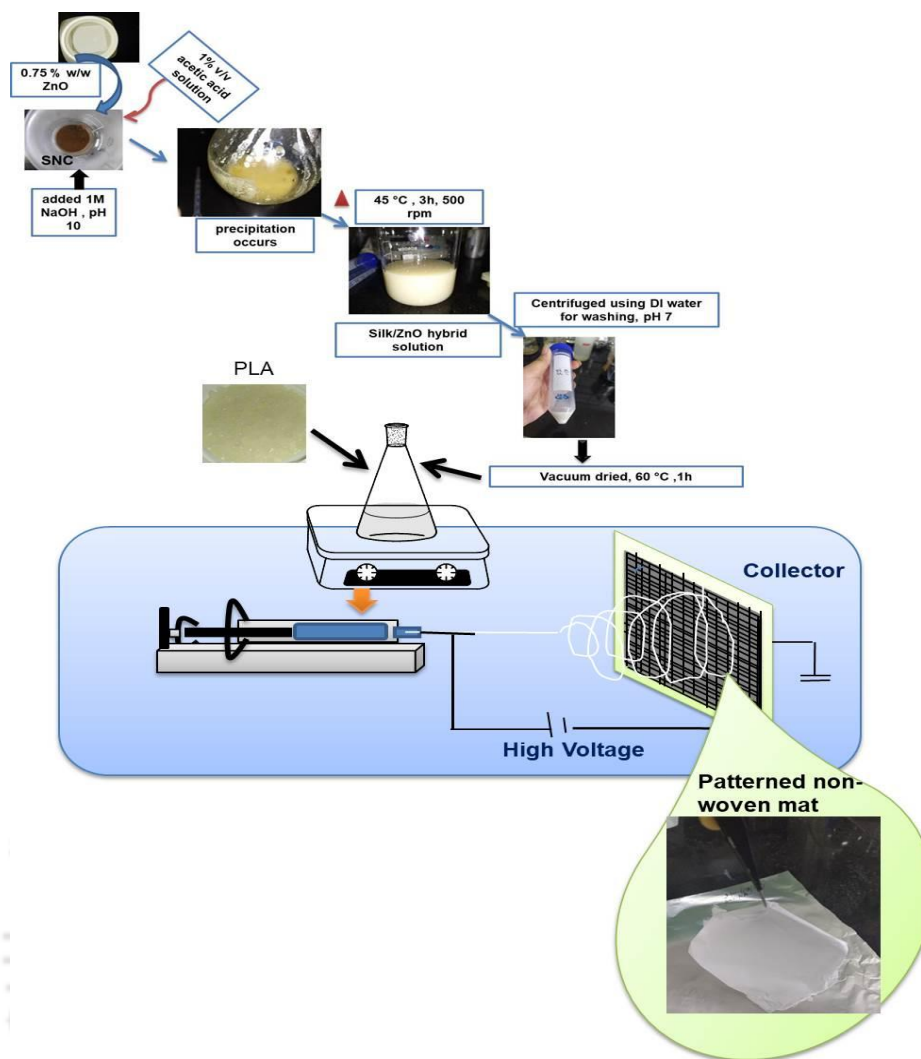 0.75 % w/w
ZnO
1% v/v
acetic acid
solution
SNC
added 1M
NaOH , pH
10
precipitation
occurs
45 °C , 3h, 500
rpm
Silk/ZnO hybrid
solution
Centrifuged using DI water
for washing, pH 7
Vacuum dried, 60 °C ,1h
PLA
Collector
High Voltage
Patterned non-
woven mat